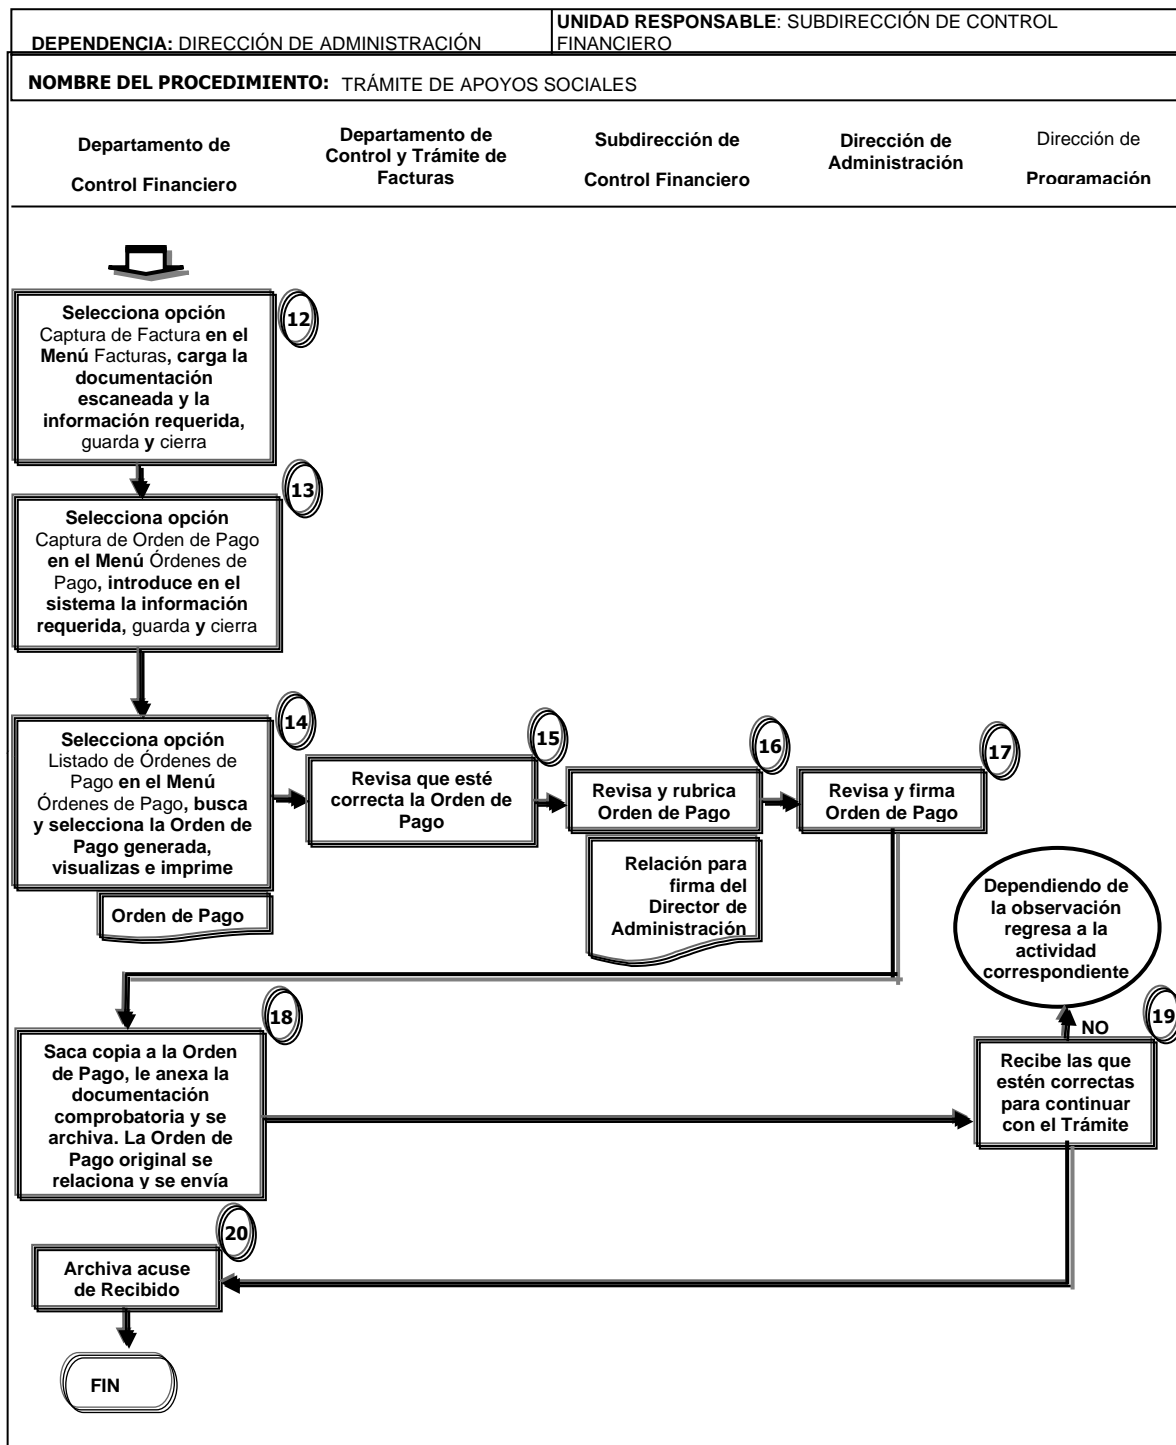 DEPENDENCIA: DIRECCIÓN DE ADMINISTRACIÓN
UNIDAD RESPONSABLE: SUBDIRECCIÓN DE CONTROL
FINANCIERO
NOMBRE DEL PROCEDIMIENTO: TRÁMITE DE APOYOS SOCIALES
Departamento de
Control Financiero
Departamento de
Control y Trámite de
Facturas
Subdirección de
Control Financiero
Dirección de
Administración
Dirección de
Programación
12
Selecciona opción
Captura de Factura en el
Menú Facturas, carga la
documentación
escaneada y la
información requerida,
guarda y cierra
13
Selecciona opción
Captura de Orden de Pago
en el Menú Órdenes de
Pago, introduce en el
sistema la información
requerida, guarda y cierra
14
Selecciona opción
Listado de Órdenes de
Pago en el Menú
Órdenes de Pago, busca
y selecciona la Orden de
Pago generada,
visualizas e imprime
Orden de Pago
15
Revisa que esté
correcta la Orden de
Pago
16
Revisa y rubrica
Orden de Pago
Relación para
firma del
Director de
Administración
17
Revisa y firma
Orden de Pago
Dependiendo de
la observación
regresa a la
actividad
correspondiente
NO
18
Saca copia a la Orden
de Pago, le anexa la
documentación
comprobatoria y se
archiva. La Orden de
Pago original se
relaciona y se envía
19
Recibe las que
estén correctas
para continuar
con el Trámite
20
Archiva acuse
de Recibido
FIN